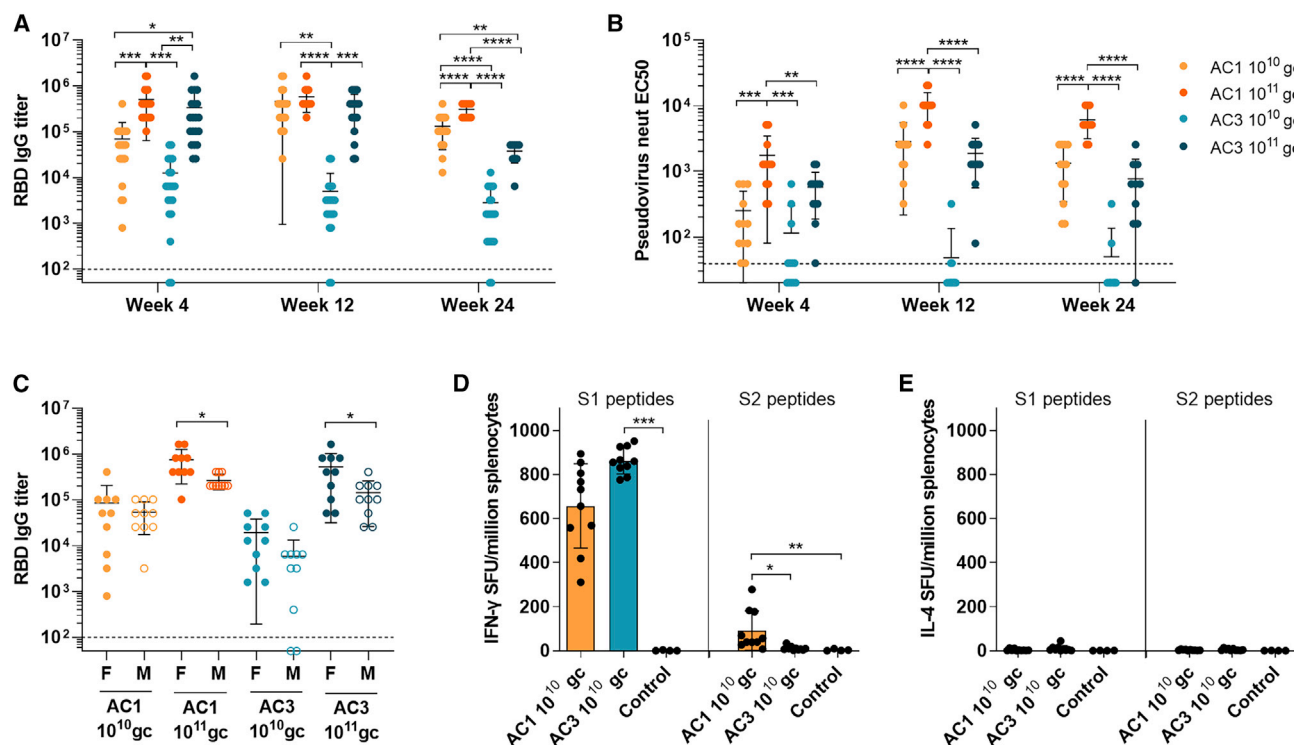 A
RBD IgG titer
10⁷
10⁶
10⁵
10⁴
10³
10²
*
**
*** ***
**
**** ***
**
****
****
**** ****
Week 4 Week 12 Week 24
B
Pseudovirus neut EC50
10⁵
10⁴
10³
10²
**
*** ***
****
**** ****
****
**** ****
Week 4 Week 12 Week 24
AC1 10¹⁰ gc
AC1 10¹¹ gc
AC3 10¹⁰ gc
AC3 10¹¹ gc
C
RBD IgG titer
10⁷
10⁶
10⁵
10⁴
10³
10²
* *
F M F M F M F M
AC1 AC1 AC3 AC3
10¹⁰gc 10¹¹gc 10¹⁰gc 10¹¹gc
D
S1 peptides S2 peptides
IFN-γ SFU/million splenocytes
1000
800
600
400
200
0
***
**
*
AC1 10¹⁰ gc
AC3 10¹⁰ gc
Control
AC1 10¹⁰ gc
AC3 10¹⁰ gc
Control
E
S1 peptides S2 peptides
IL-4 SFU/million splenocytes
1000
800
600
400
200
0
AC1 10¹⁰ gc
AC3 10¹⁰ gc
Control
AC1 10¹⁰ gc
AC3 10¹⁰ gc
Control